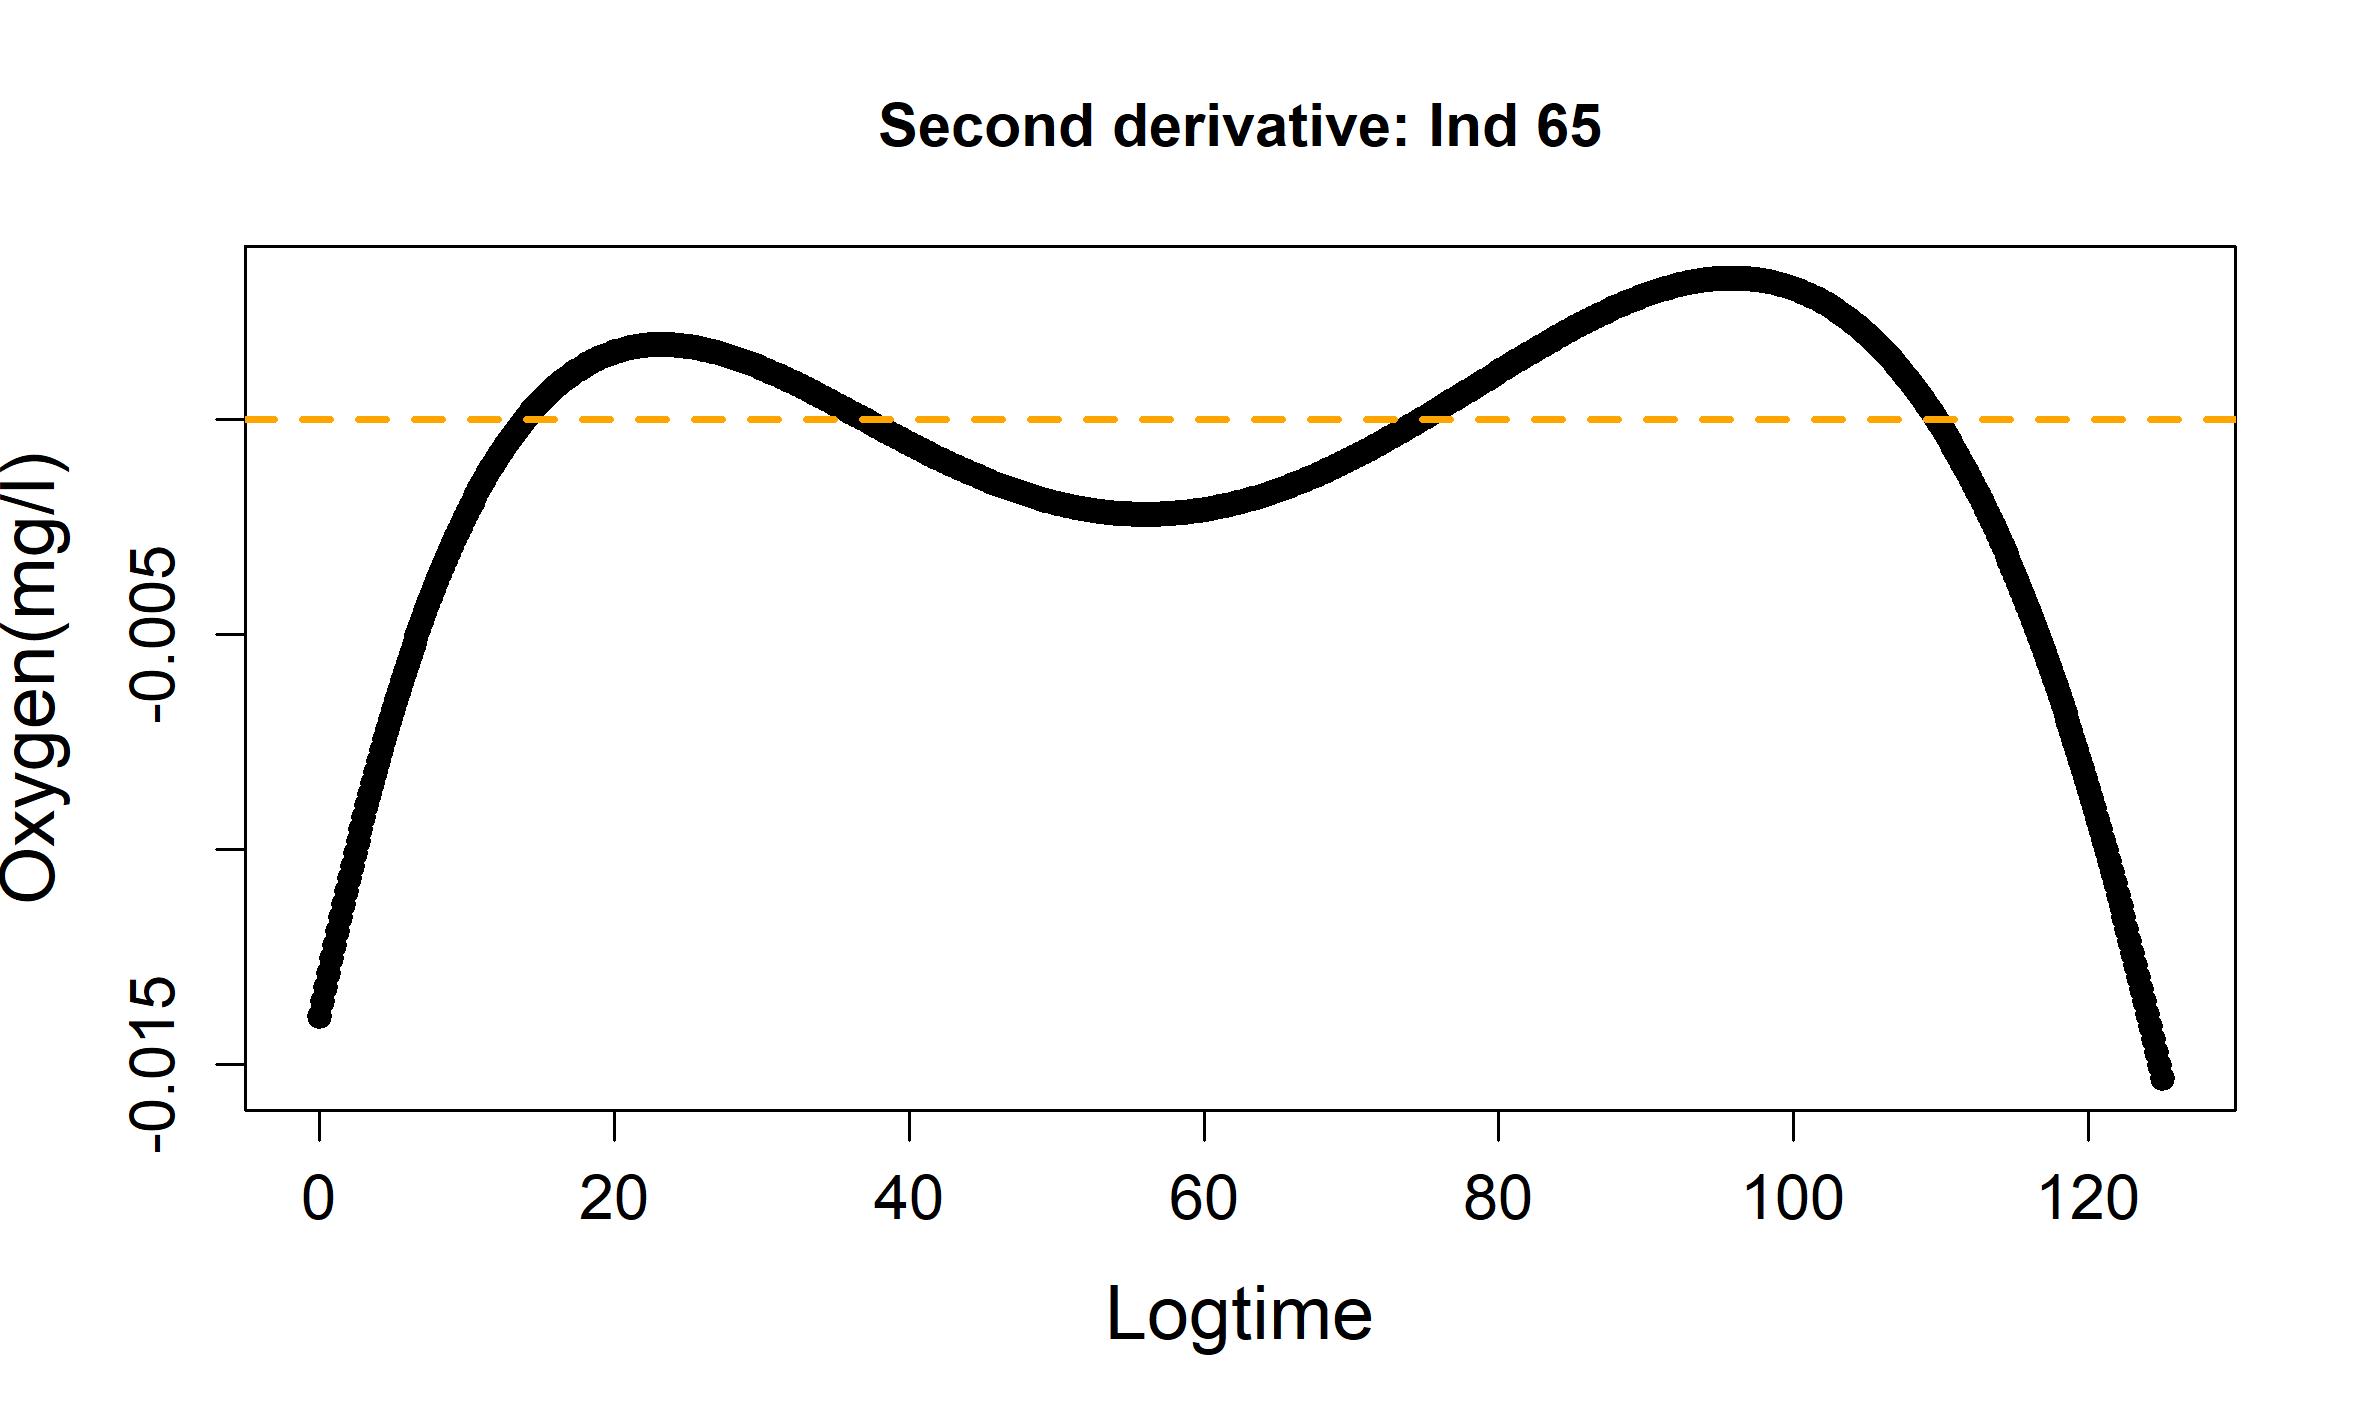 Second derivative: Ind 65
Oxygen(mg/l)
-0.005
-0.015
0 20 40 60 80 100 120
Logtime